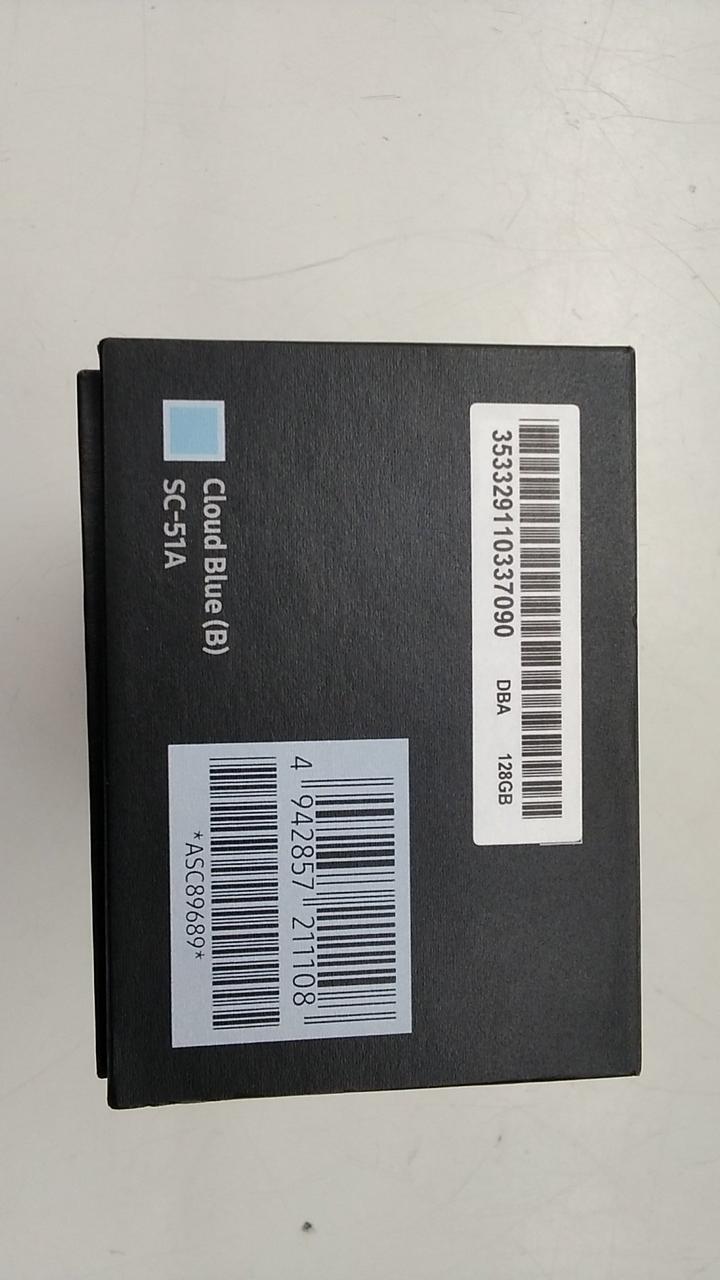 353329110337090 DBA 128GB
Cloud Blue (B)
SC-51A
4 942857 211108
*ASC89689*